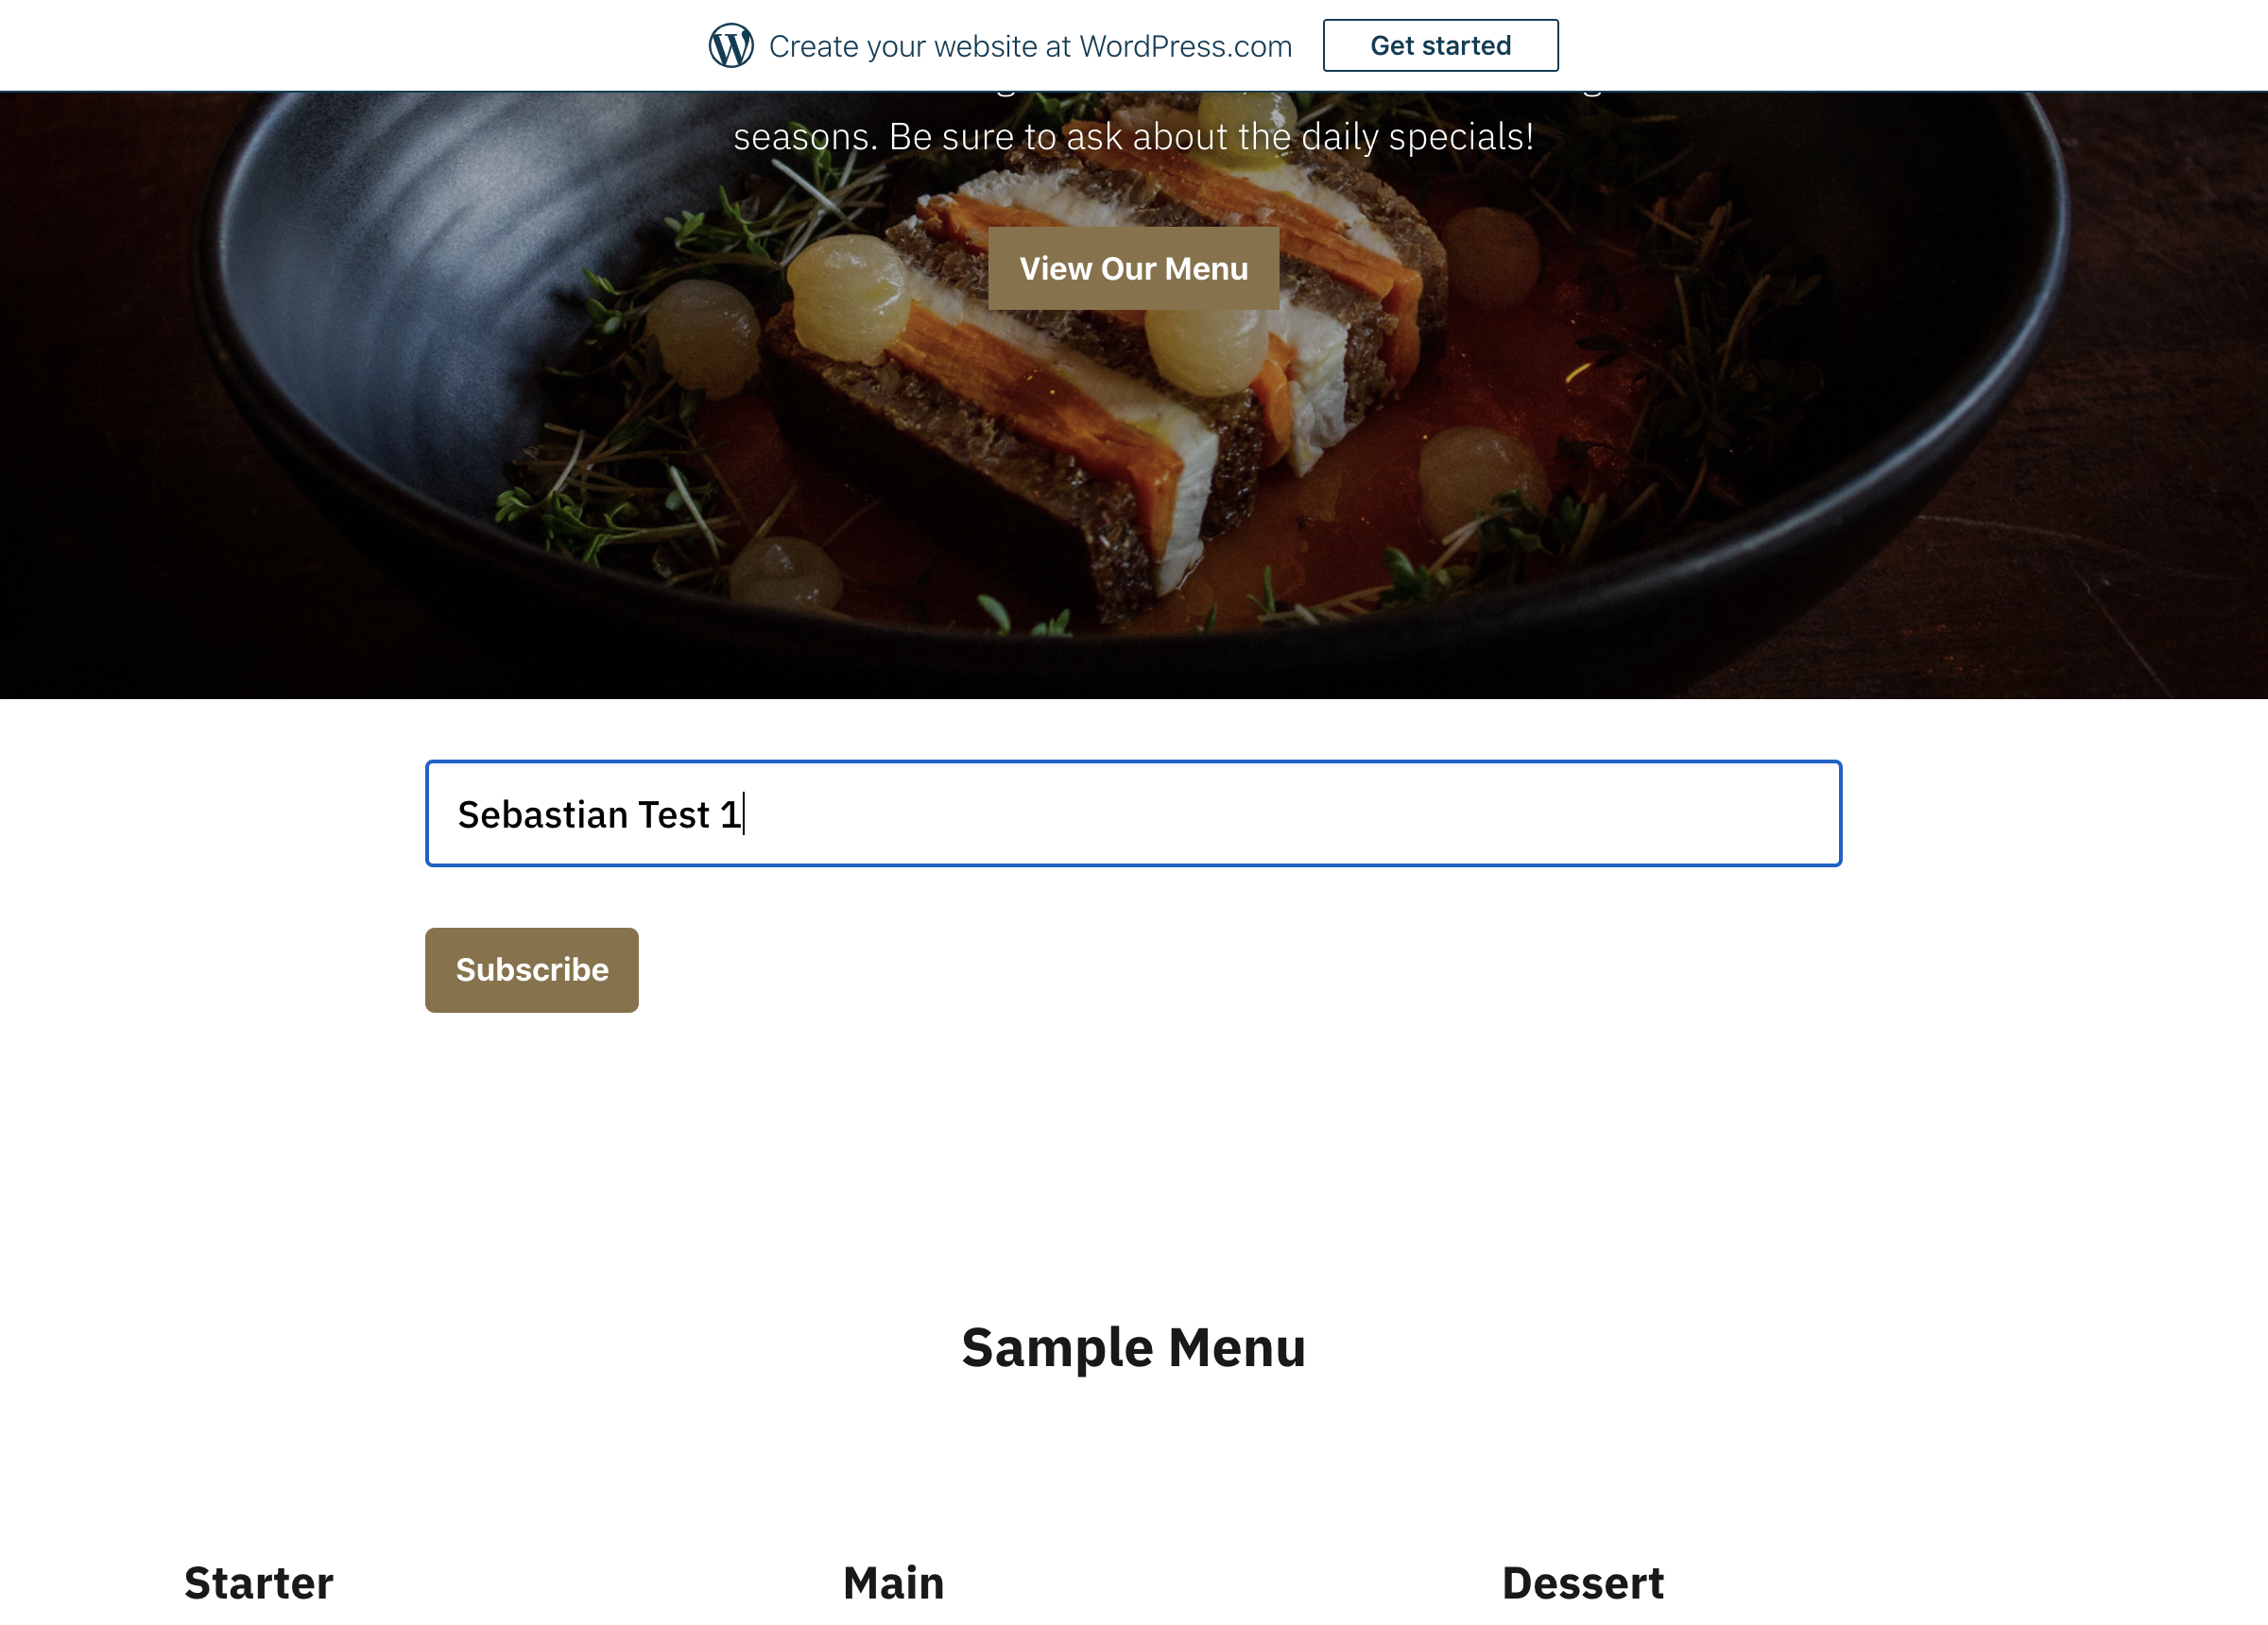 Create your website at WordPress.com
Get started
seasons. Be sure to ask about the daily specials!
View Our Menu
Sebastian Test 1
Subscribe
Sample Menu
Starter
Main
Dessert